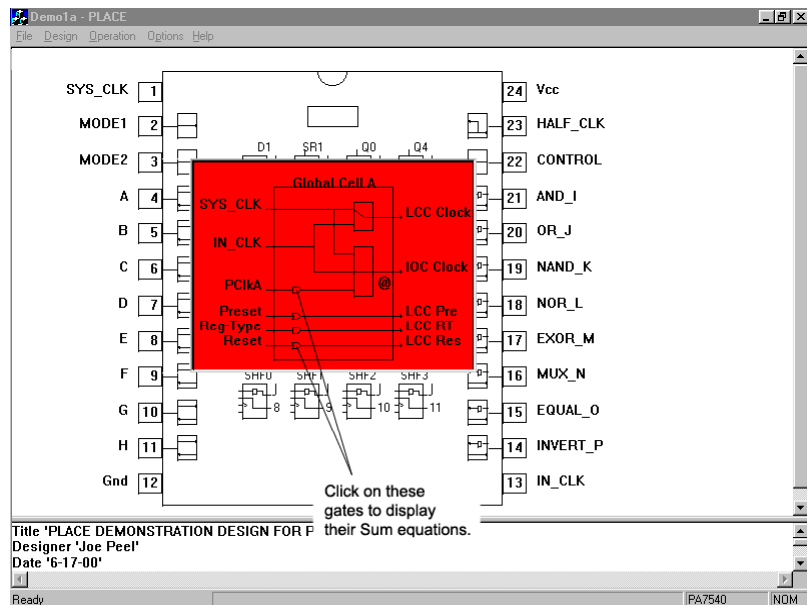 Demo1a - PLACE
File Design Operation Options Help
SYS_CLK 1
MODE1 2
MODE2 3
A 4
B 5
C 6
D 7
E 8
F 9
G 10
H 11
Gnd 12
24 Vcc
23 HALF_CLK
22 CONTROL
21 AND_I
20 OR_J
19 NAND_K
18 NOR_L
17 EXOR_M
16 MUX_N
15 EQUAL_O
14 INVERT_P
13 IN_CLK
D1 SR1 Q0 Q4
Global Cell A
SYS_CLK
IN_CLK
PClkA
Preset
Reg-Type
Reset
LCC Clock
IOC Clock
@
LCC Pre
LCC RT
LCC Res
SHF0 SHF1 SHF2 SHF3
8 9 10 11
Click on these
gates to display
their Sum equations.
Title 'PLACE DEMONSTRATION DESIGN FOR P
Designer 'Joe Peel'
Date '6-17-00'
Ready PA7540 NOM